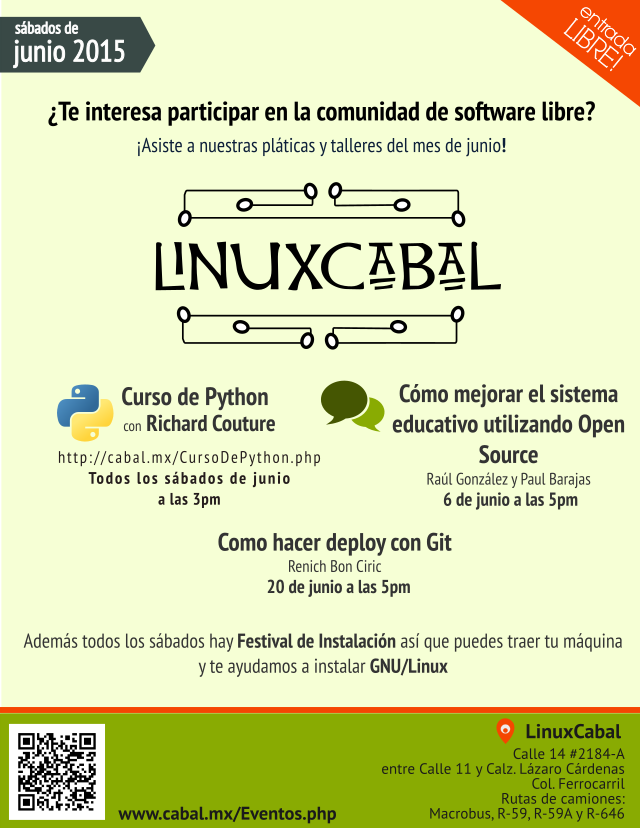 sábados de
junio 2015
entrada
LIBRE!
¿Te interesa participar en la comunidad de software libre?
¡Asiste a nuestras pláticas y talleres del mes de junio!
LINUXCABAL
Curso de Python
con Richard Couture
http://cabal.mx/CursoDePython.php
Todos los sábados de junio
a las 3pm
Cómo mejorar el sistema
educativo utilizando Open
Source
Raúl González y Paul Barajas
6 de junio a las 5pm
Como hacer deploy con Git
Renich Bon Ciric
20 de junio a las 5pm
Además todos los sábados hay Festival de Instalación así que puedes traer tu máquina
y te ayudamos a instalar GNU/Linux
www.cabal.mx/Eventos.php
LinuxCabal
Calle 14 #2184-A
entre Calle 11 y Calz. Lázaro Cárdenas
Col. Ferrocarril
Rutas de camiones:
Macrobus, R-59, R-59A y R-646